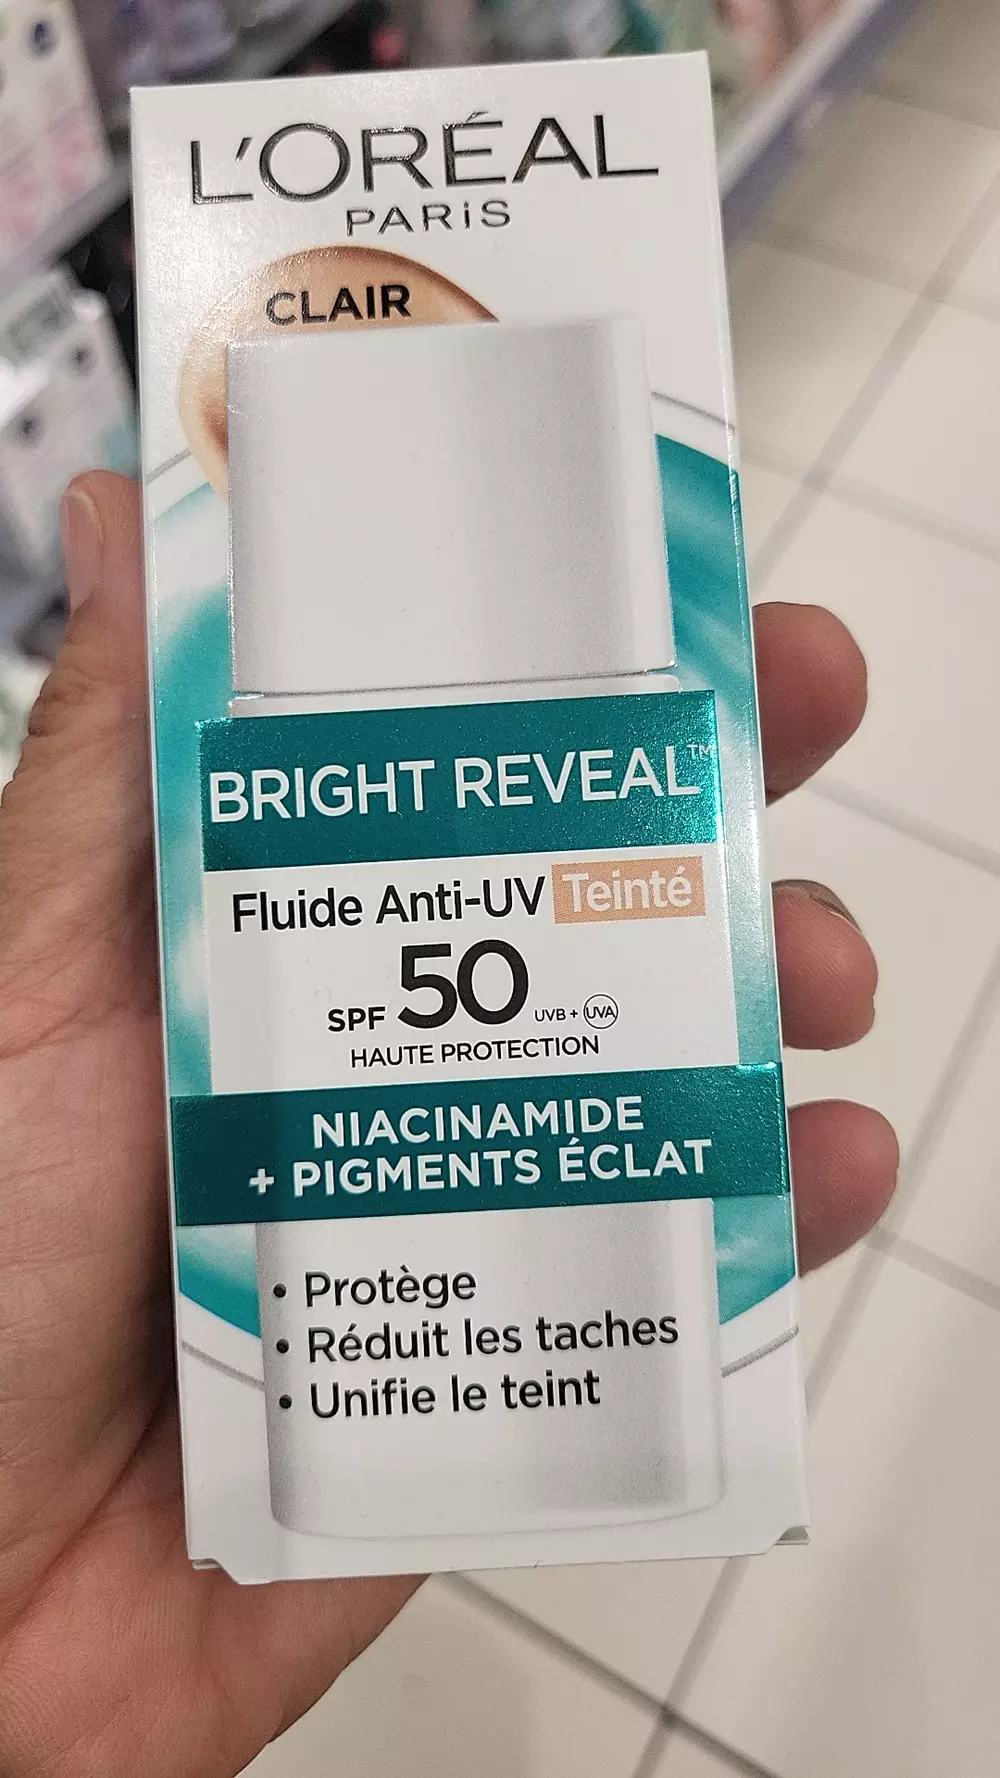 L'ORÉAL
PARiS
CLAIR
BRIGHT REVEAL™
Fluide Anti-UV Teinté
SPF 50 UVB + UVA
HAUTE PROTECTION
NIACINAMIDE
+ PIGMENTS ÉCLAT
• Protège
• Réduit les taches
• Unifie le teint